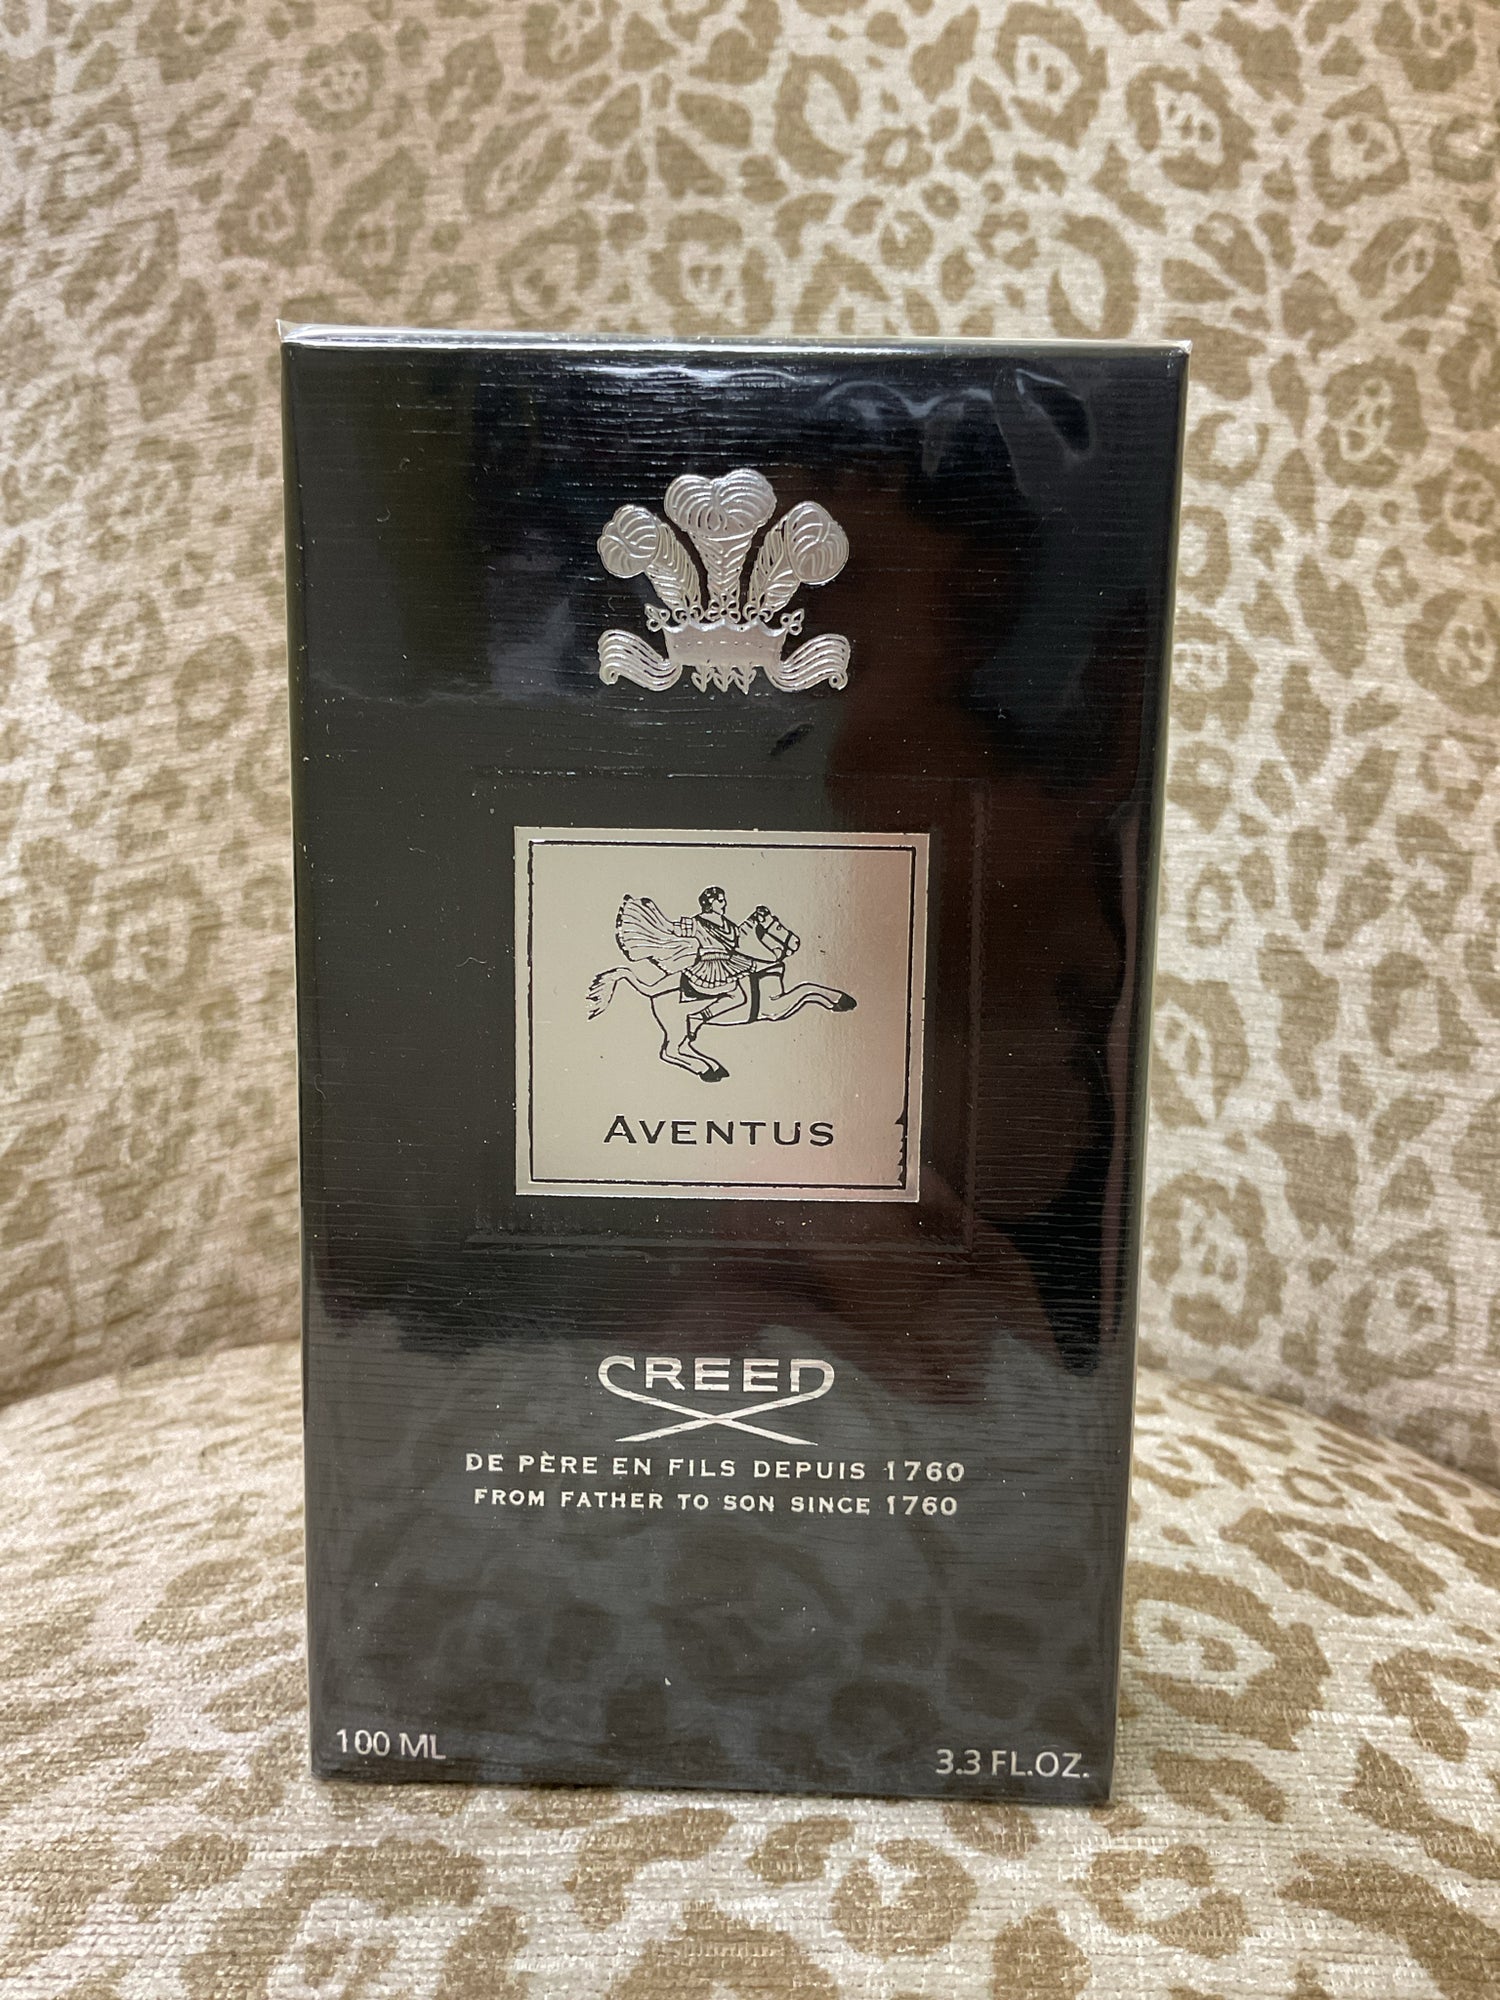 AVENTUS
CREED
DE PÈRE EN FILS DEPUIS 1760
FROM FATHER TO SON SINCE 1760
100 ML
3.3 FL.OZ.